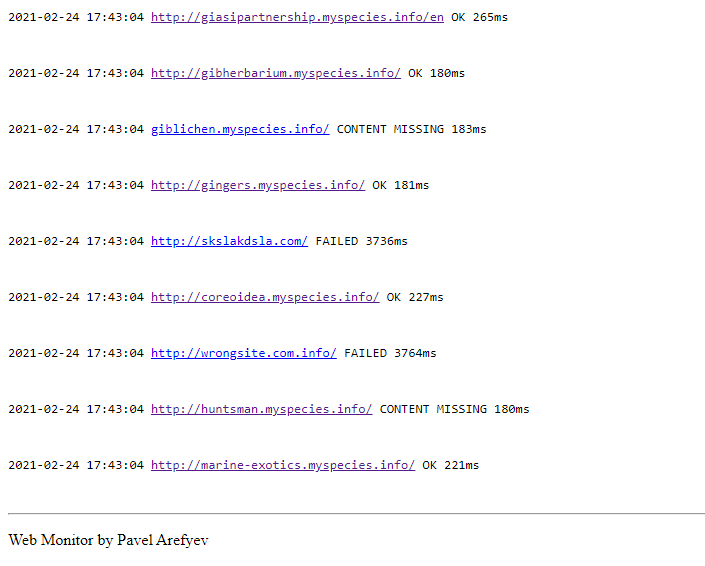 2021-02-24 17:43:04 http://giasipartnership.myspecies.info/en OK 265ms
2021-02-24 17:43:04 http://gibherbarium.myspecies.info/ OK 180ms
2021-02-24 17:43:04 giblichen.myspecies.info/ CONTENT MISSING 183ms
2021-02-24 17:43:04 http://gingers.myspecies.info/ OK 181ms
2021-02-24 17:43:04 http://skslakdsla.com/ FAILED 3736ms
2021-02-24 17:43:04 http://coreoidea.myspecies.info/ OK 227ms
2021-02-24 17:43:04 http://wrongsite.com.info/ FAILED 3764ms
2021-02-24 17:43:04 http://huntsman.myspecies.info/ CONTENT MISSING 180ms
2021-02-24 17:43:04 http://marine-exotics.myspecies.info/ OK 221ms
Web Monitor by Pavel Arefyev